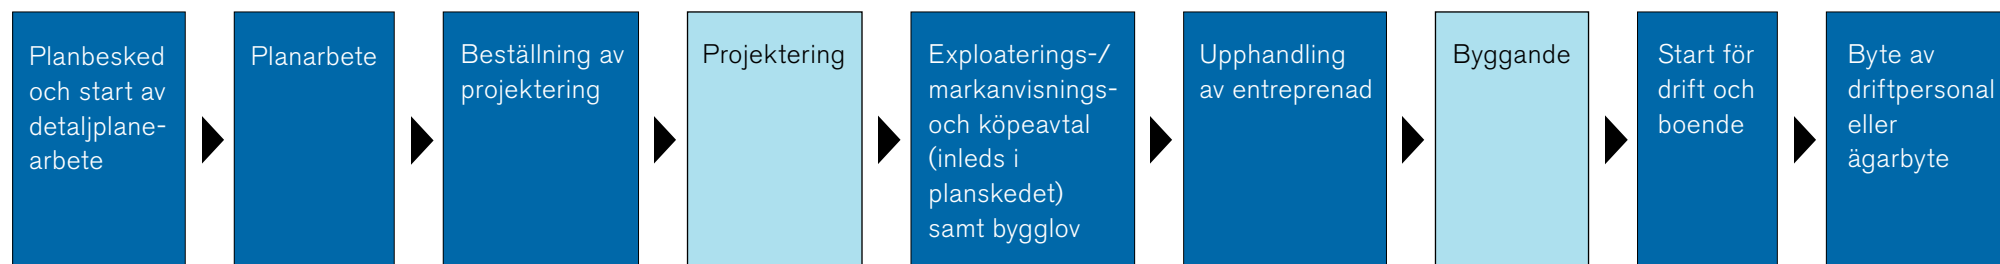 Planbesked
och start av
detaljplane-
arbete
Planarbete
Beställning av
projektering
Projektering
Exploaterings-/
markanvisnings-
och köpeavtal
(inleds i
planskedet)
samt bygglov
Upphandling
av entreprenad
Byggande
Start för
drift och
boende
Byte av
driftpersonal
eller
ägarbyte